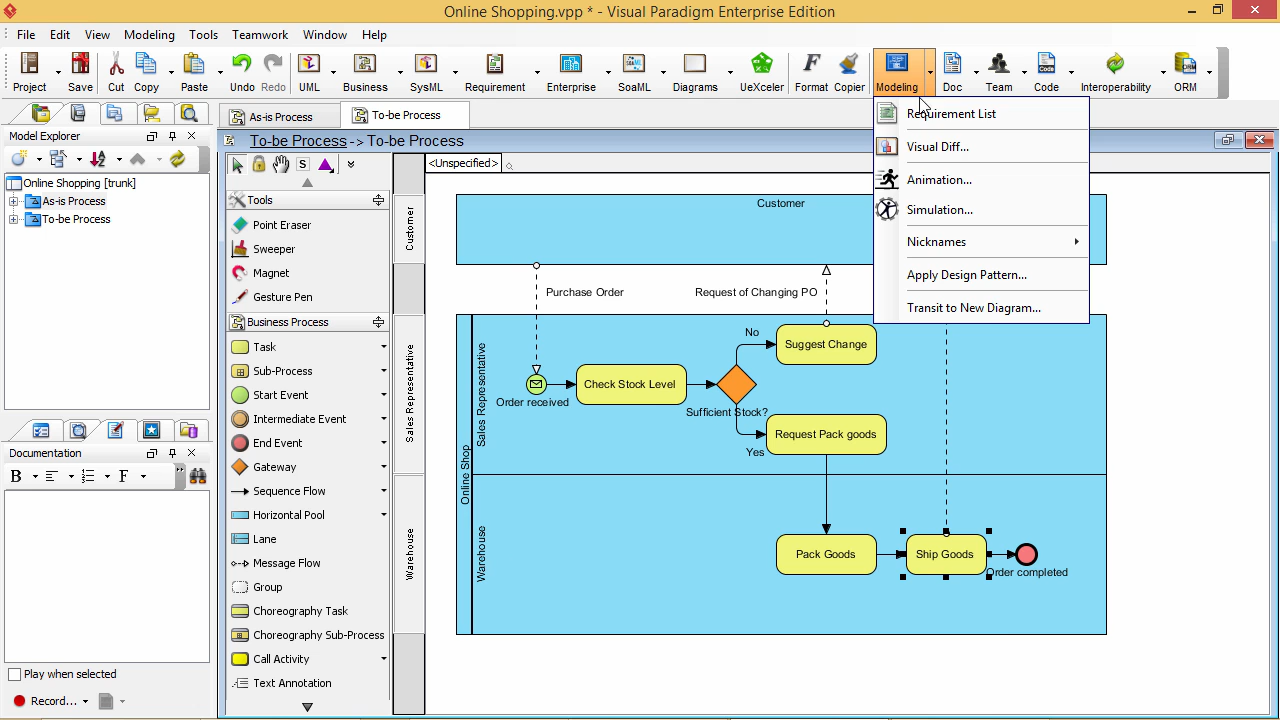 Online Shopping.vpp * - Visual Paradigm Enterprise Edition
File Edit View Modeling Tools Teamwork Window Help
Project Save Cut Copy Paste Undo Redo UML Business SysML Requirement Enterprise SoaML Diagrams UeXceler Format Copier Modeling Doc Team Code Interoperability ORM
As-is Process
To-be Process
Model Explorer
Online Shopping [trunk]
As-is Process
To-be Process
Documentation
B F
Play when selected
Record...
To-be Process -> To-be Process
S
Tools
Point Eraser
Sweeper
Magnet
Gesture Pen
Business Process
Task
Sub-Process
Start Event
Intermediate Event
End Event
Gateway
Sequence Flow
Horizontal Pool
Lane
Message Flow
Group
Choreography Task
Choreography Sub-Process
Call Activity
Text Annotation
<Unspecified>
Customer
Sales Representative
Warehouse
Customer
Purchase Order
Request of Changing PO
Online Shop
Sales Representative
Warehouse
Order received
Check Stock Level
Sufficient Stock?
No
Suggest Change
Yes
Request Pack goods
Pack Goods
Ship Goods
Order completed
Requirement List
Visual Diff...
Animation...
Simulation...
Nicknames
Apply Design Pattern...
Transit to New Diagram...